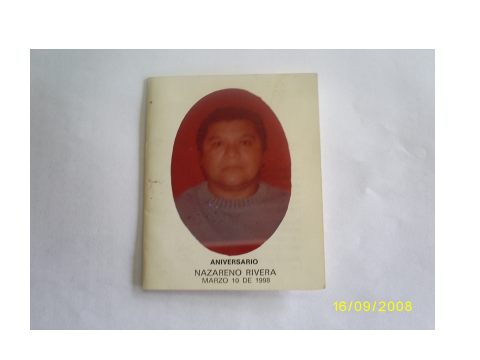 ANIVERSARIO
NAZARENO RIVERA
MARZO 10 DE 1998
16/09/2008